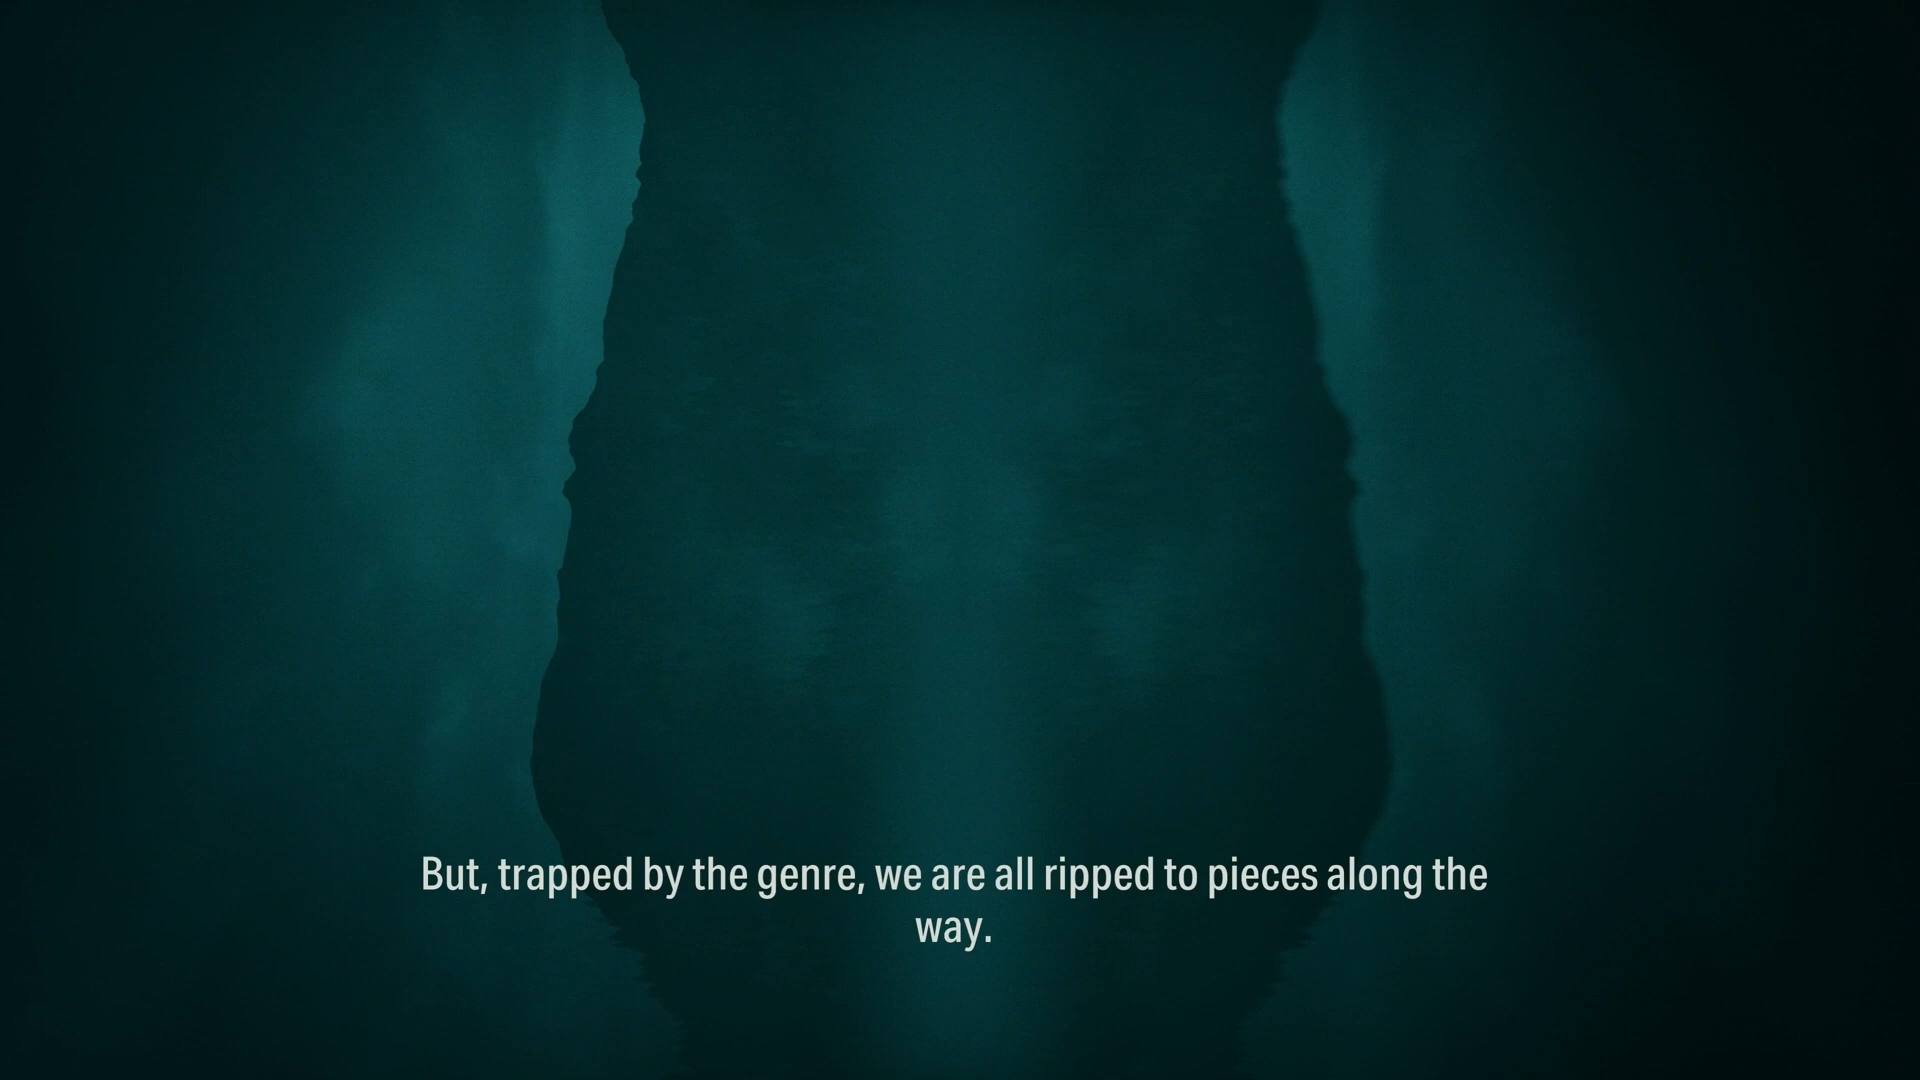 But, trapped by the genre, we are all ripped to pieces along the
way.